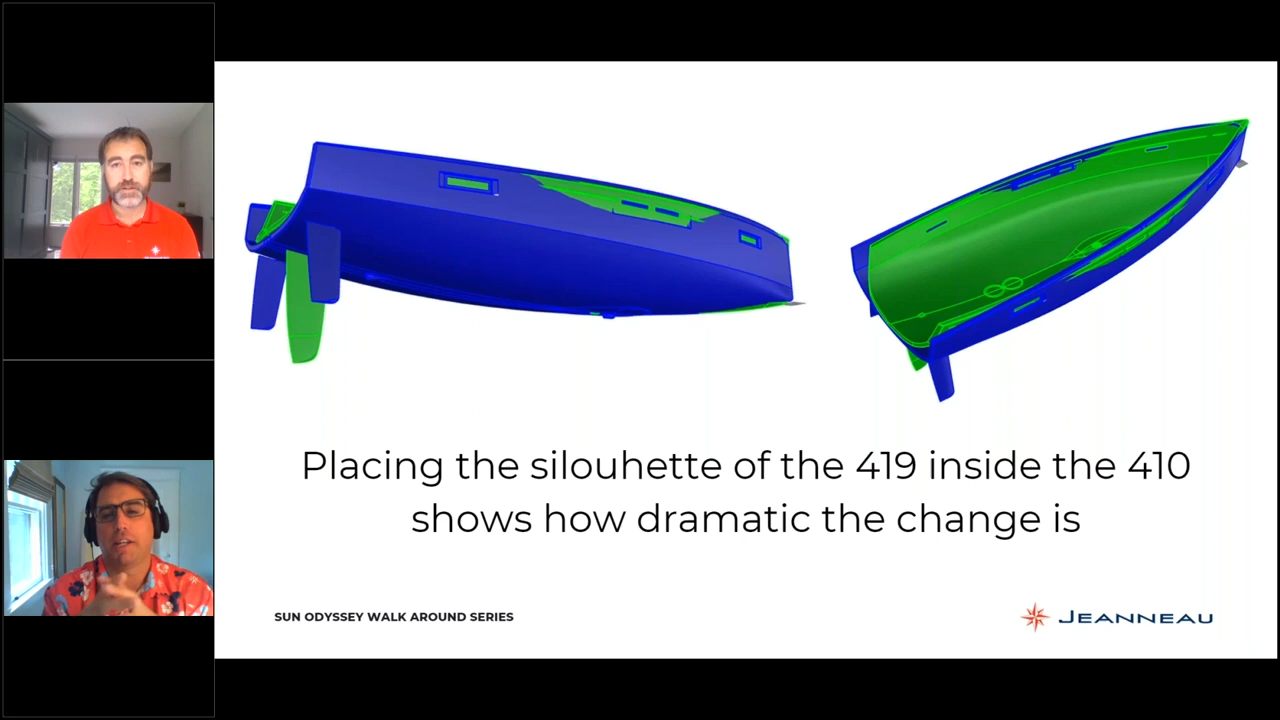 Placing the silouhette of the 419 inside the 410
shows how dramatic the change is
SUN ODYSSEY WALK AROUND SERIES
JEANNEAU